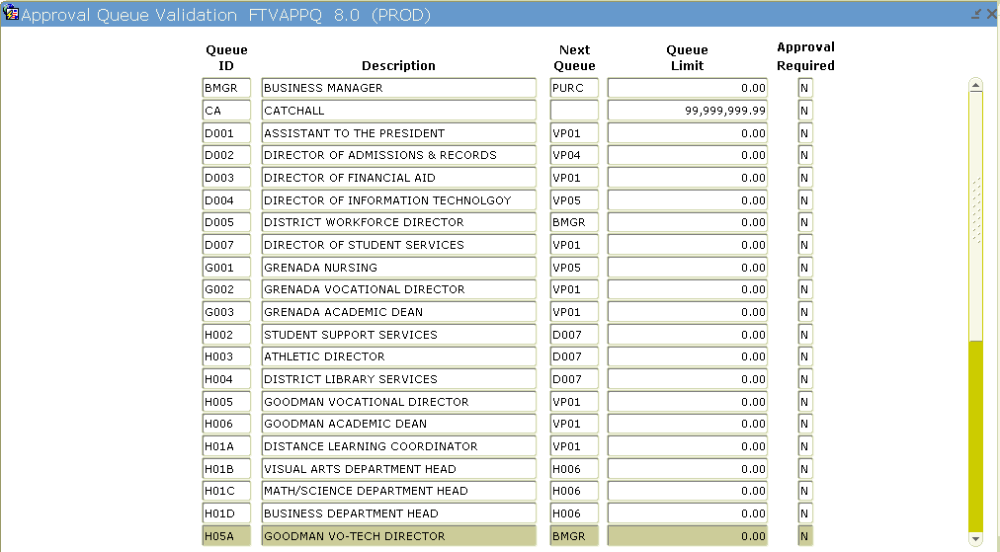 Approval Queue Validation FTVAPPQ 8.0 (PROD)
Queue ID Description Next Queue Queue Limit Approval Required
BMGR BUSINESS MANAGER PURC 0.00 N
CA CATCHALL 99,999,999.99 N
D001 ASSISTANT TO THE PRESIDENT VP01 0.00 N
D002 DIRECTOR OF ADMISSIONS & RECORDS VP04 0.00 N
D003 DIRECTOR OF FINANCIAL AID VP01 0.00 N
D004 DIRECTOR OF INFORMATION TECHNOLGOY VP05 0.00 N
D005 DISTRICT WORKFORCE DIRECTOR BMGR 0.00 N
D007 DIRECTOR OF STUDENT SERVICES VP01 0.00 N
G001 GRENADA NURSING VP05 0.00 N
G002 GRENADA VOCATIONAL DIRECTOR VP01 0.00 N
G003 GRENADA ACADEMIC DEAN VP01 0.00 N
H002 STUDENT SUPPORT SERVICES D007 0.00 N
H003 ATHLETIC DIRECTOR D007 0.00 N
H004 DISTRICT LIBRARY SERVICES D007 0.00 N
H005 GOODMAN VOCATIONAL DIRECTOR VP01 0.00 N
H006 GOODMAN ACADEMIC DEAN VP01 0.00 N
H01A DISTANCE LEARNING COORDINATOR VP01 0.00 N
H01B VISUAL ARTS DEPARTMENT HEAD H006 0.00 N
H01C MATH/SCIENCE DEPARTMENT HEAD H006 0.00 N
H01D BUSINESS DEPARTMENT HEAD H006 0.00 N
H05A GOODMAN VO-TECH DIRECTOR BMGR 0.00 N